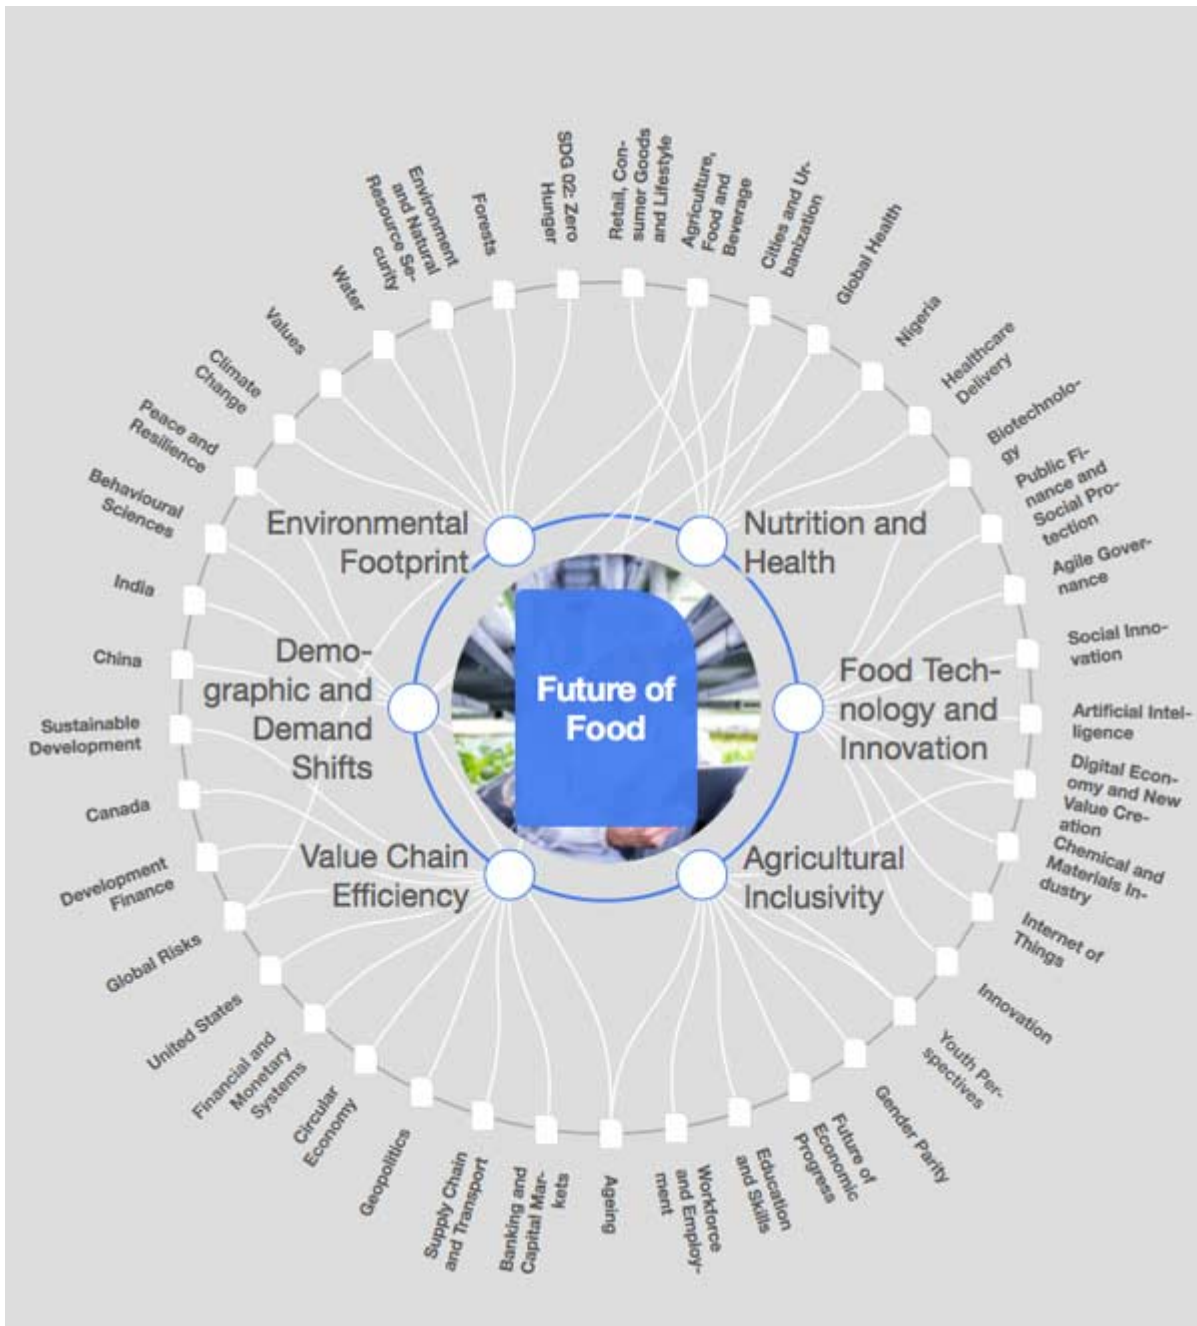 Future of
Food
Nutrition and
Health
Food Tech-
nology and
Innovation
Agricultural
Inclusivity
Value Chain
Efficiency
Demo-
graphic and
Demand
Shifts
Environmental
Footprint
SDG 02: Zero
Hunger
Retail, Con-
sumer Goods
and Lifestyle
Agriculture,
Food and
Beverage
Cities and Ur-
banization
Global Health
Nigeria
Healthcare
Delivery
Biotechnolo-
gy
Public Fi-
nance and
Social Pro-
tection
Agile Gover-
nance
Social Inno-
vation
Artificial Intel-
ligence
Digital Econ-
omy and New
Value Cre-
ation
Chemical and
Materials In-
dustry
Internet of
Things
Innovation
Youth Per-
spectives
Gender Parity
Future of
Economic
Progress
Education
and Skills
Workforce
and Employ-
ment
Ageing
Banking and
Capital Mar-
kets
Supply Chain
and Transport
Geopolitics
Circular
Economy
Financial and
Monetary
Systems
United States
Global Risks
Development
Finance
Canada
Sustainable
Development
China
India
Behavioural
Sciences
Peace and
Resilience
Climate
Change
Values
Water
Environment
and Natural
Resource Se-
curity
Forests